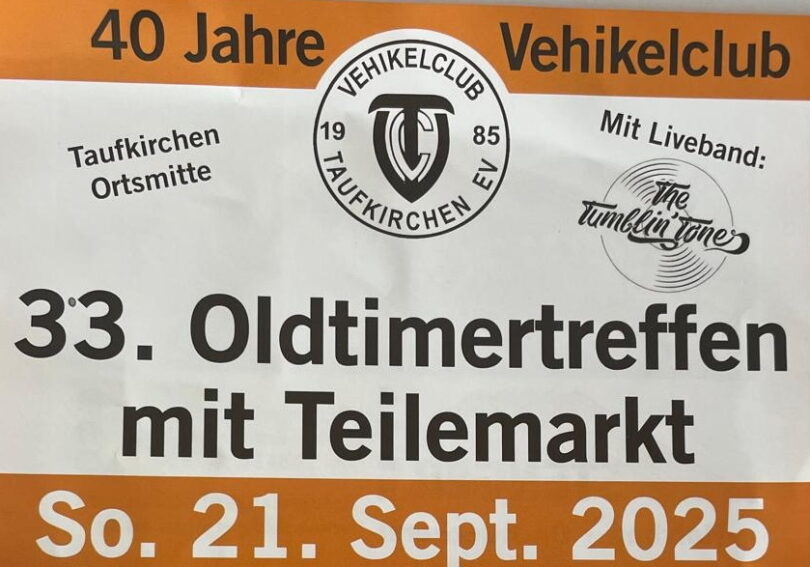 40 Jahre Vehikelclub
VEHIKELCLUB
19 85
TAUFKIRCHEN EV
Taufkirchen
Ortsmitte
Mit Liveband:
The
Tumblin' Tones
33. Oldtimertreffen
mit Teilemarkt
So. 21. Sept. 2025